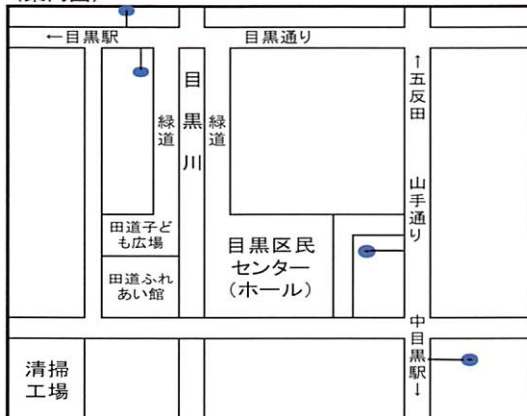 ←目黒駅
目黒通り
緑道
目黒川
緑道
↑五反田
山手通り
中目黒駅↓
田道子ど
も広場
田道ふれ
あい館
目黒区民
センター
(ホール)
清掃
工場